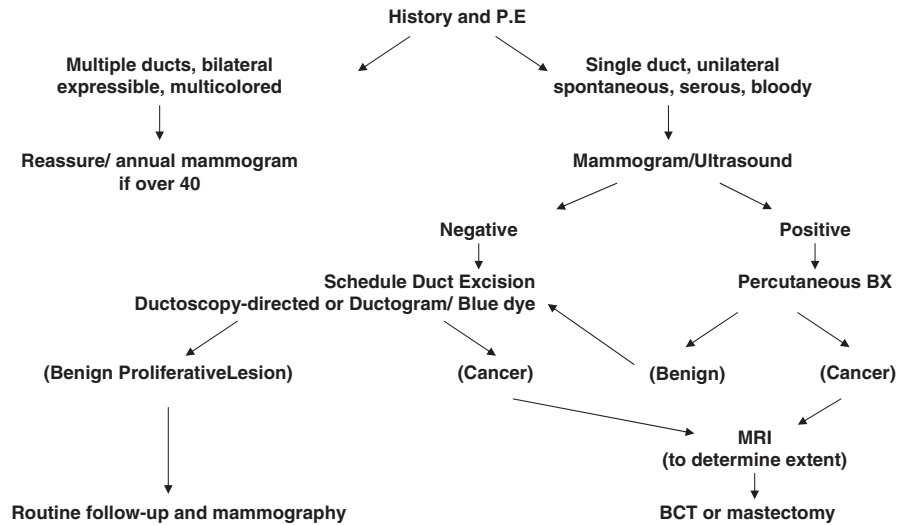 History and P.E
Multiple ducts, bilateral
expressible, multicolored
Single duct, unilateral
spontaneous, serous, bloody
Reassure/ annual mammogram
if over 40
Mammogram/Ultrasound
Negative
Positive
Schedule Duct Excision
Ductoscopy-directed or Ductogram/ Blue dye
Percutaneous BX
(Benign ProliferativeLesion)
(Cancer)
(Benign)
(Cancer)
MRI
(to determine extent)
Routine follow-up and mammography
BCT or mastectomy